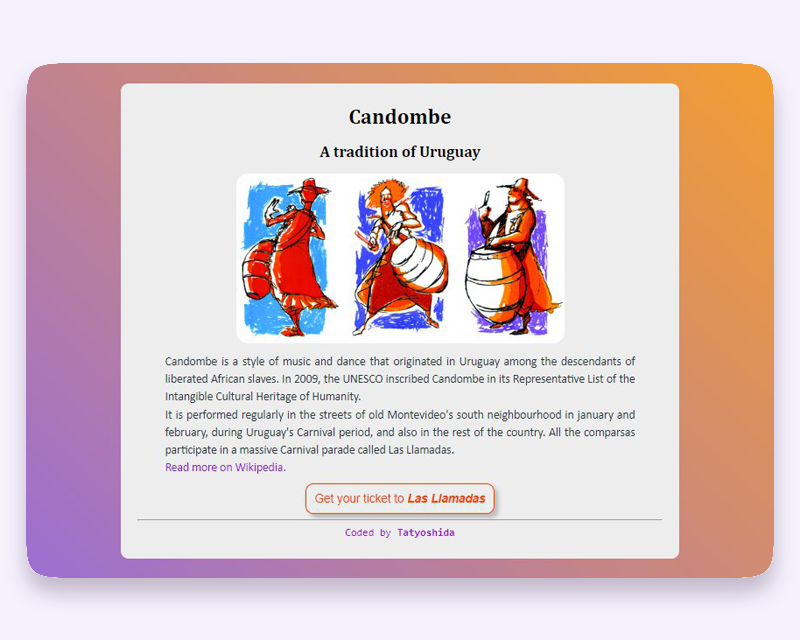 Candombe
A tradition of Uruguay
Candombe is a style of music and dance that originated in Uruguay among the descendants of
liberated African slaves. In 2009, the UNESCO inscribed Candombe in its Representative List of the
Intangible Cultural Heritage of Humanity.
It is performed regularly in the streets of old Montevideo's south neighbourhood in january and
february, during Uruguay's Carnival period, and also in the rest of the country. All the comparsas
participate in a massive Carnival parade called Las Llamadas.
Read more on Wikipedia.
Get your ticket to Las Llamadas
Coded by Tatyoshida